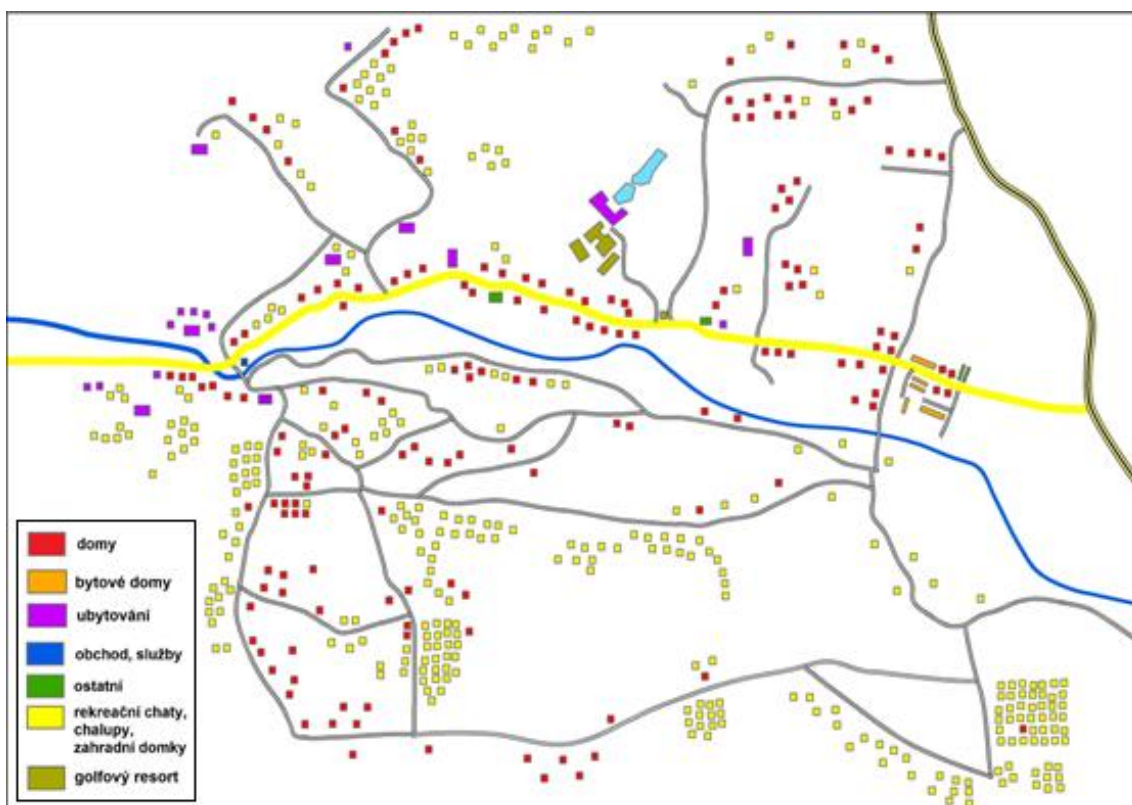 domy
bytové domy
ubytování
obchod, služby
ostatní
rekreační chaty,
chalupy,
zahradní domky
golfový resort